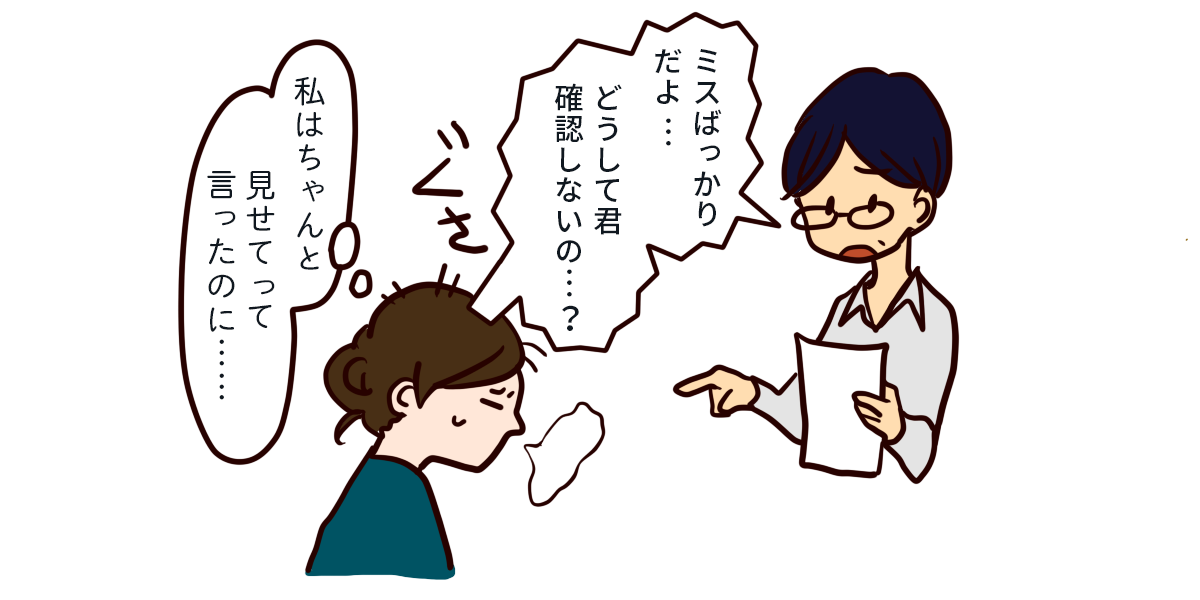 ミスばっかり
だよ…
どうして君
確認しないの…？
ぐさ
私はちゃんと
見せてって
言ったのに……